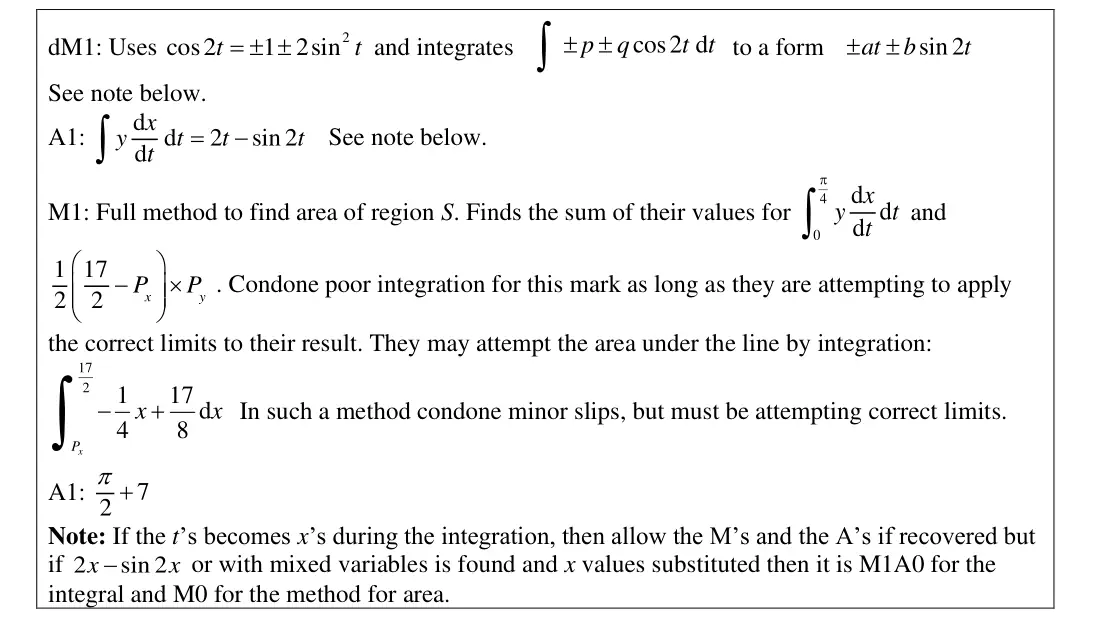 dM1: Uses cos 2t = ±1 ± 2 sin² t and integrates ∫ ±p ± q cos 2t dt to a form ±at ± b sin 2t
See note below.
A1: ∫ y dx/dt dt = 2t − sin 2t See note below.
M1: Full method to find area of region S. Finds the sum of their values for ∫₀^(π/4) y dx/dt dt and
1/2 (17/2 − Pₓ) × P_y . Condone poor integration for this mark as long as they are attempting to apply
the correct limits to their result. They may attempt the area under the line by integration:
∫_(Pₓ)^(17/2) −1/4 x + 17/8 dx In such a method condone minor slips, but must be attempting correct limits.
A1: π/2 + 7
Note: If the t's becomes x's during the integration, then allow the M's and the A's if recovered but
if 2x − sin 2x or with mixed variables is found and x values substituted then it is M1A0 for the
integral and M0 for the method for area.